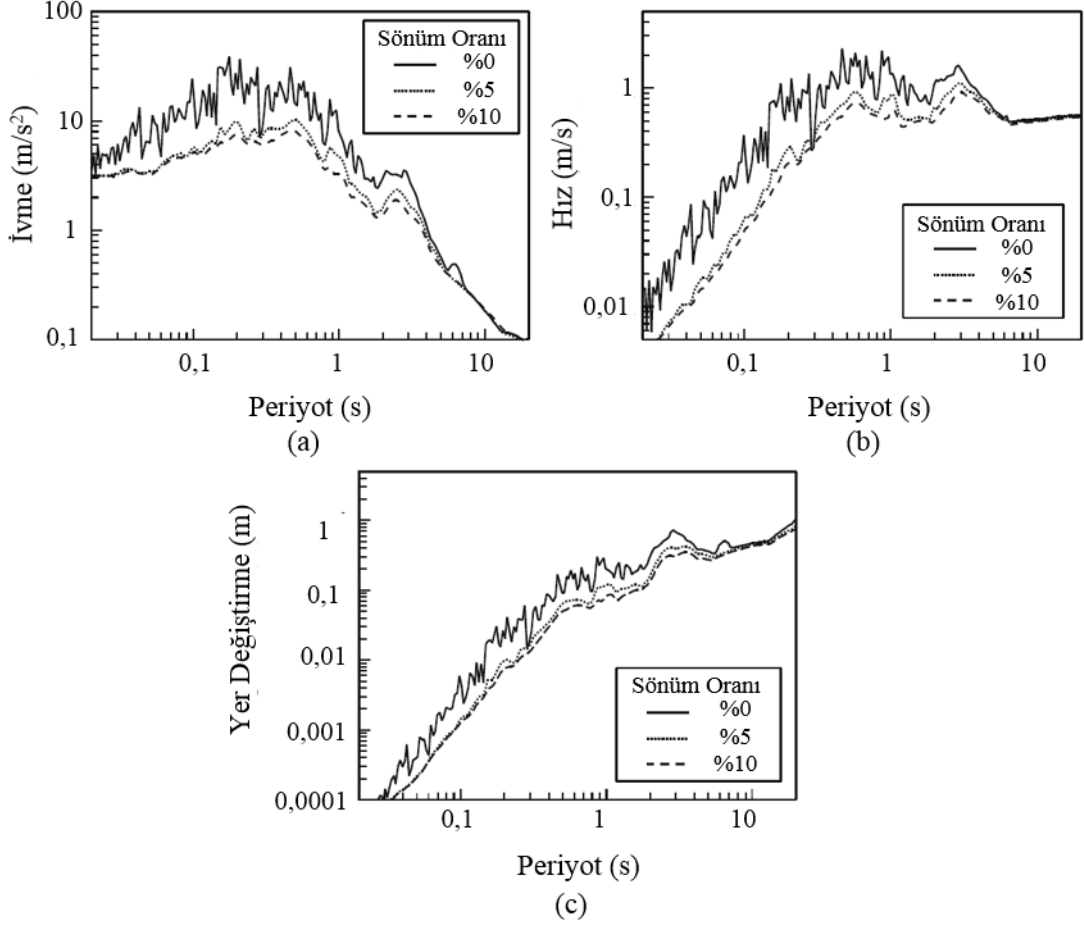 İvme (m/s²)
100
10
1
0,1
Sönüm Oranı
%0
%5
%10
0,1
1
10
Periyot (s)
(a)
Hız (m/s)
1
0,1
0,01
Sönüm Oranı
%0
%5
%10
0,1
1
10
Periyot (s)
(b)
Yer Değiştirme (m)
1
0,1
0,01
0,001
0,0001
Sönüm Oranı
%0
%5
%10
0,1
1
10
Periyot (s)
(c)